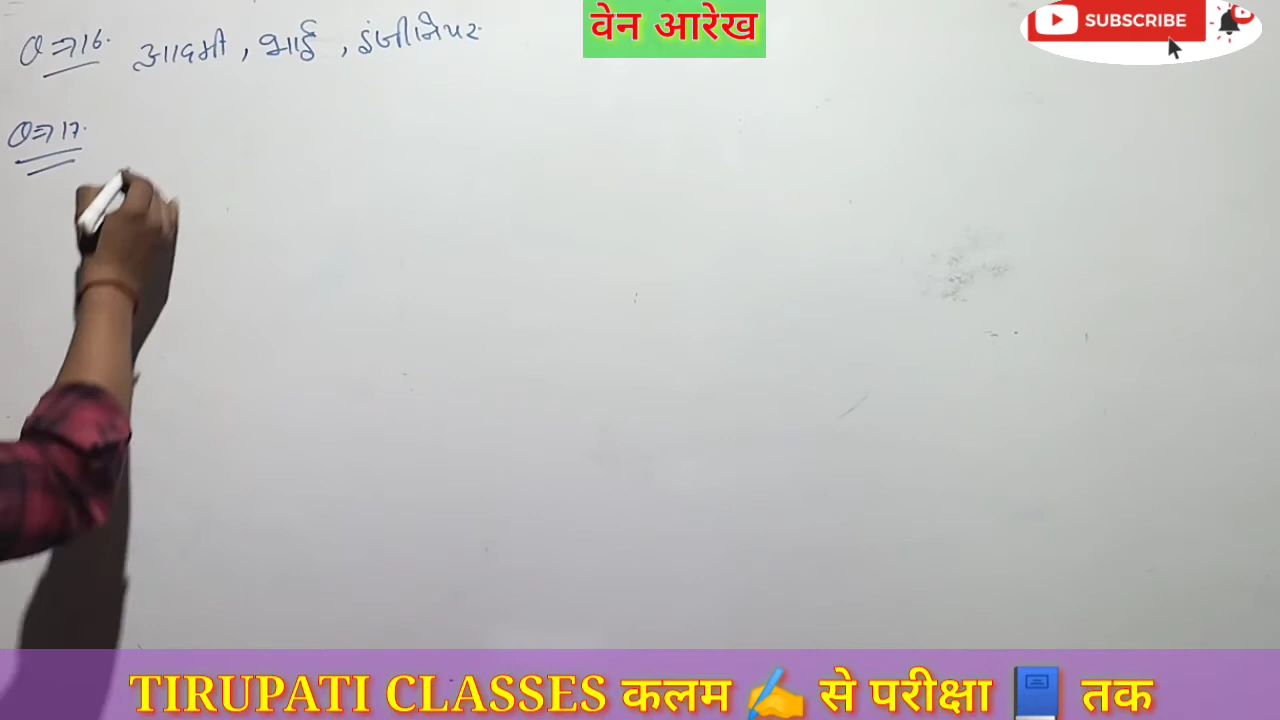 वेन आरेख
SUBSCRIBE
Q⇒16. आदमी, भाई, इंजीनियर
Q⇒17.
TIRUPATI CLASSES कलम ✍️ से परीक्षा 📘 तक